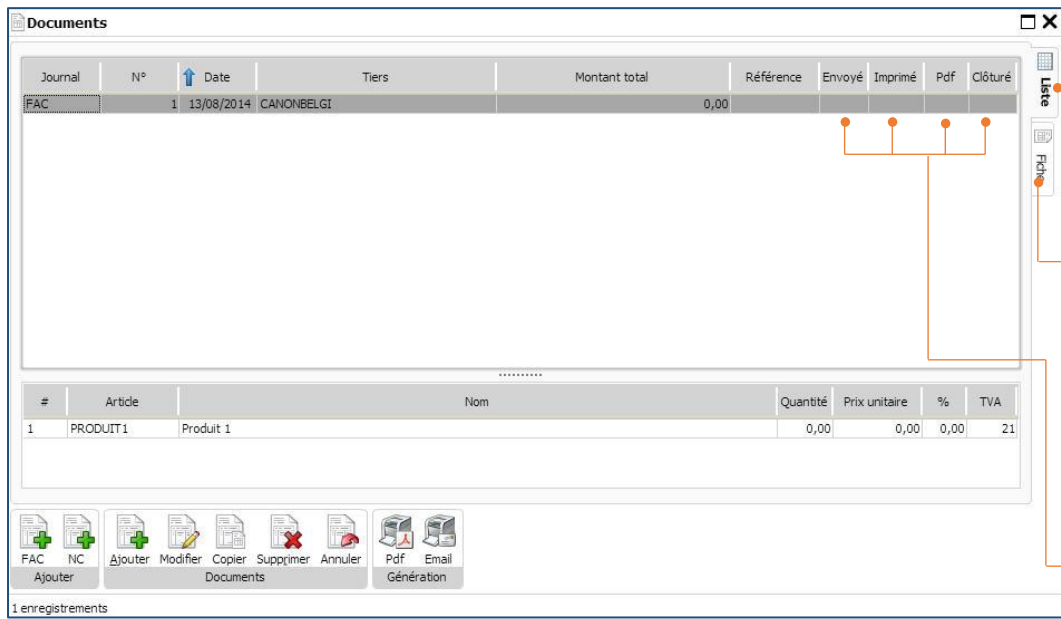 Documents
Journal N° Date Tiers Montant total Référence Envoyé Imprimé Pdf Clôturé
FAC 1 13/08/2014 CANONBELGI 0,00
Liste
Fiche
# Article Nom Quantité Prix unitaire % TVA
1 PRODUIT1 Produit 1 0,00 0,00 0,00 21
FAC NC Ajouter Modifier Copier Supprimer Annuler Pdf Email
Ajouter Documents Génération
1 enregistrements